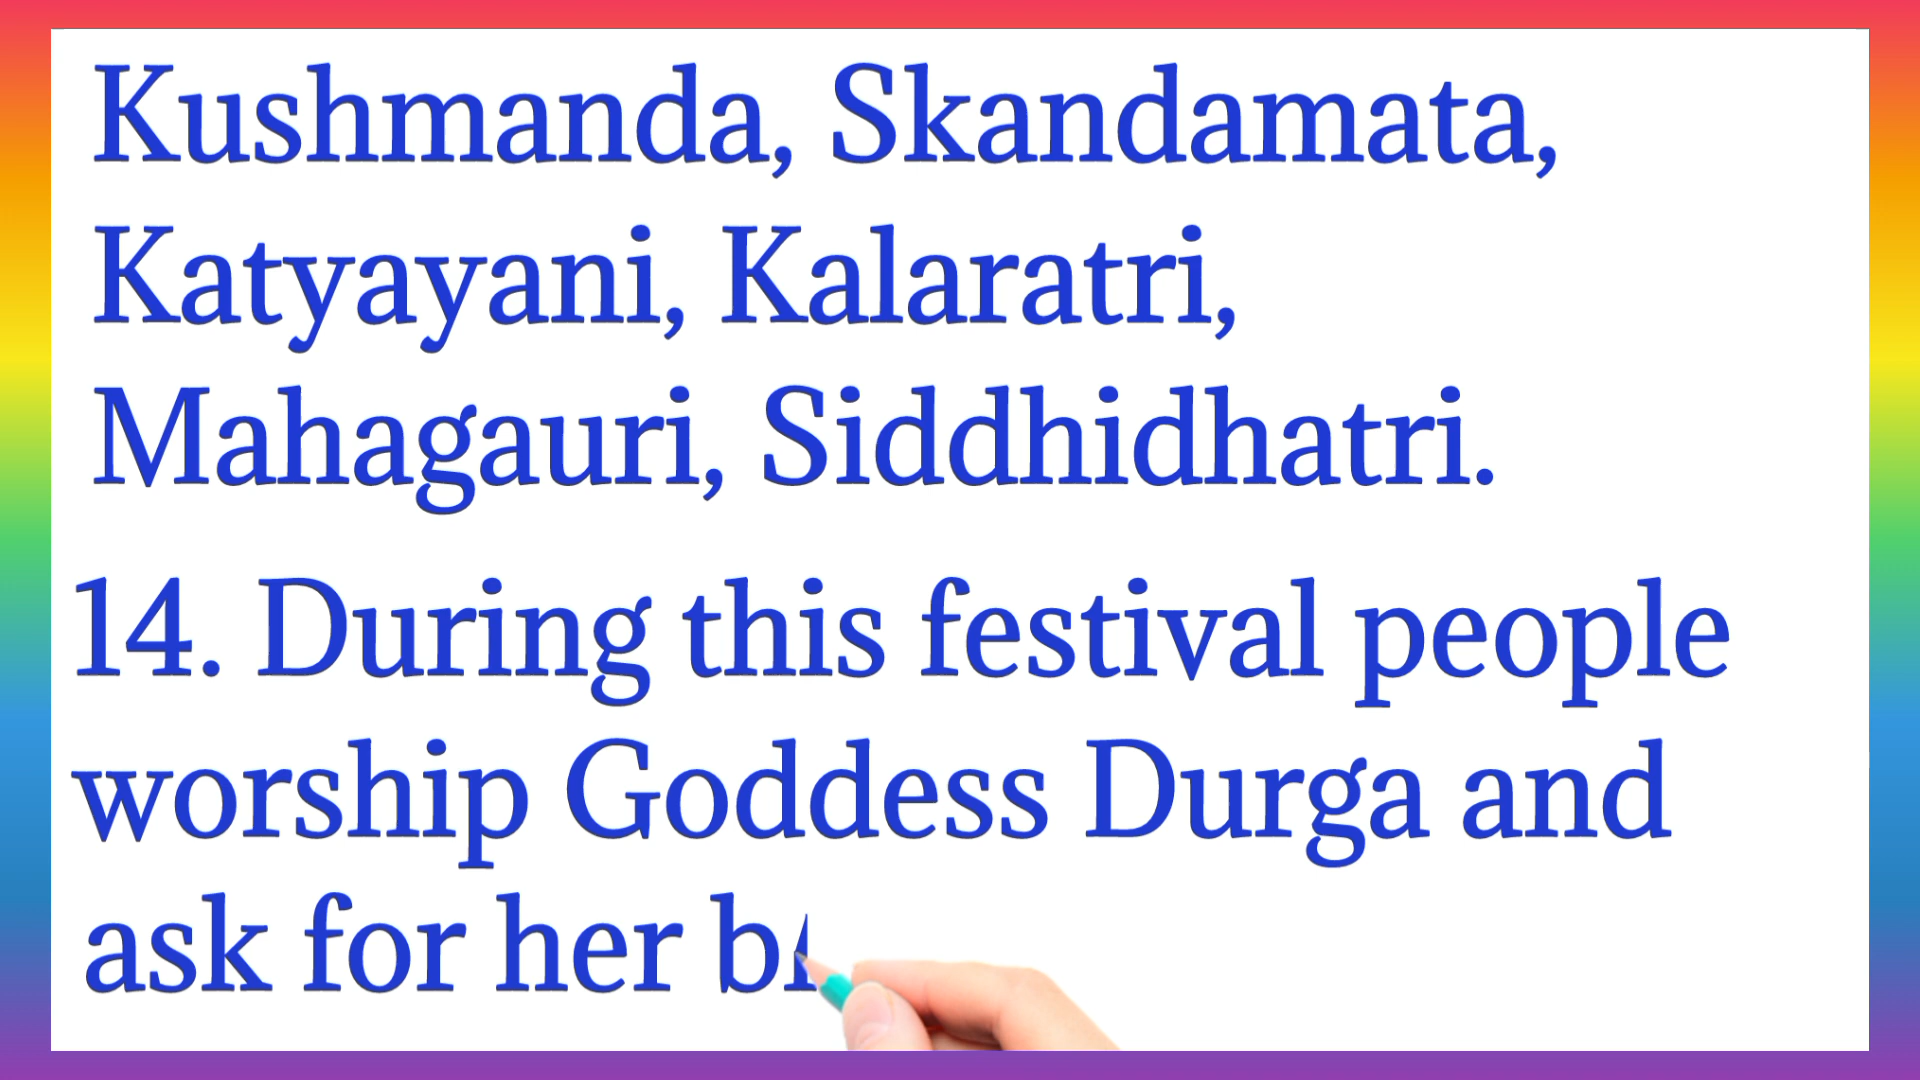 Kushmanda, Skandamata,
Katyayani, Kalaratri,
Mahagauri, Siddhidhatri.
14. During this festival people
worship Goddess Durga and
ask for her